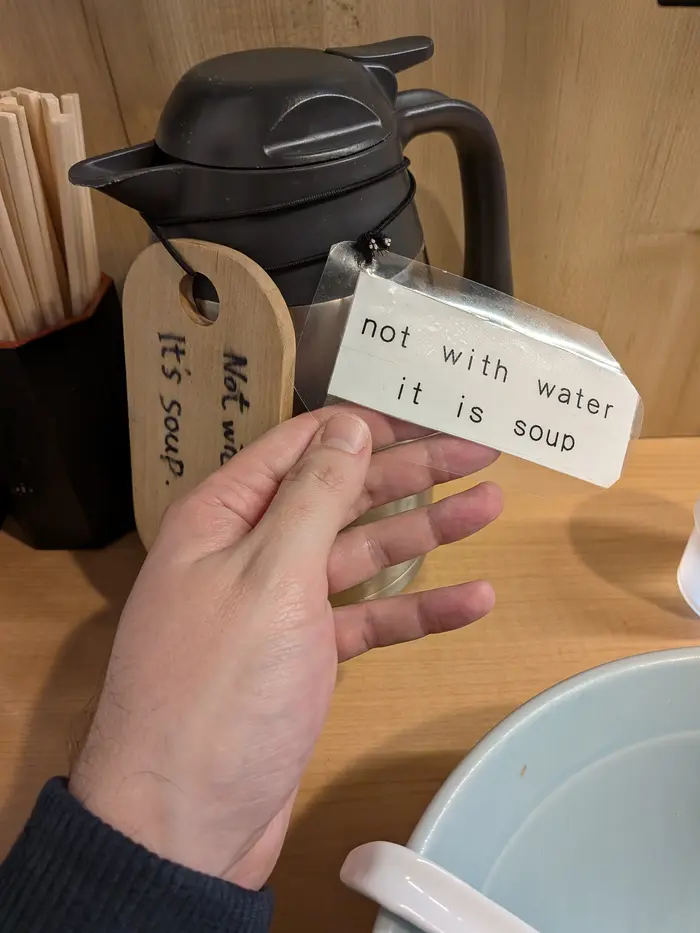 Not
It's soup.
not with water
it is soup